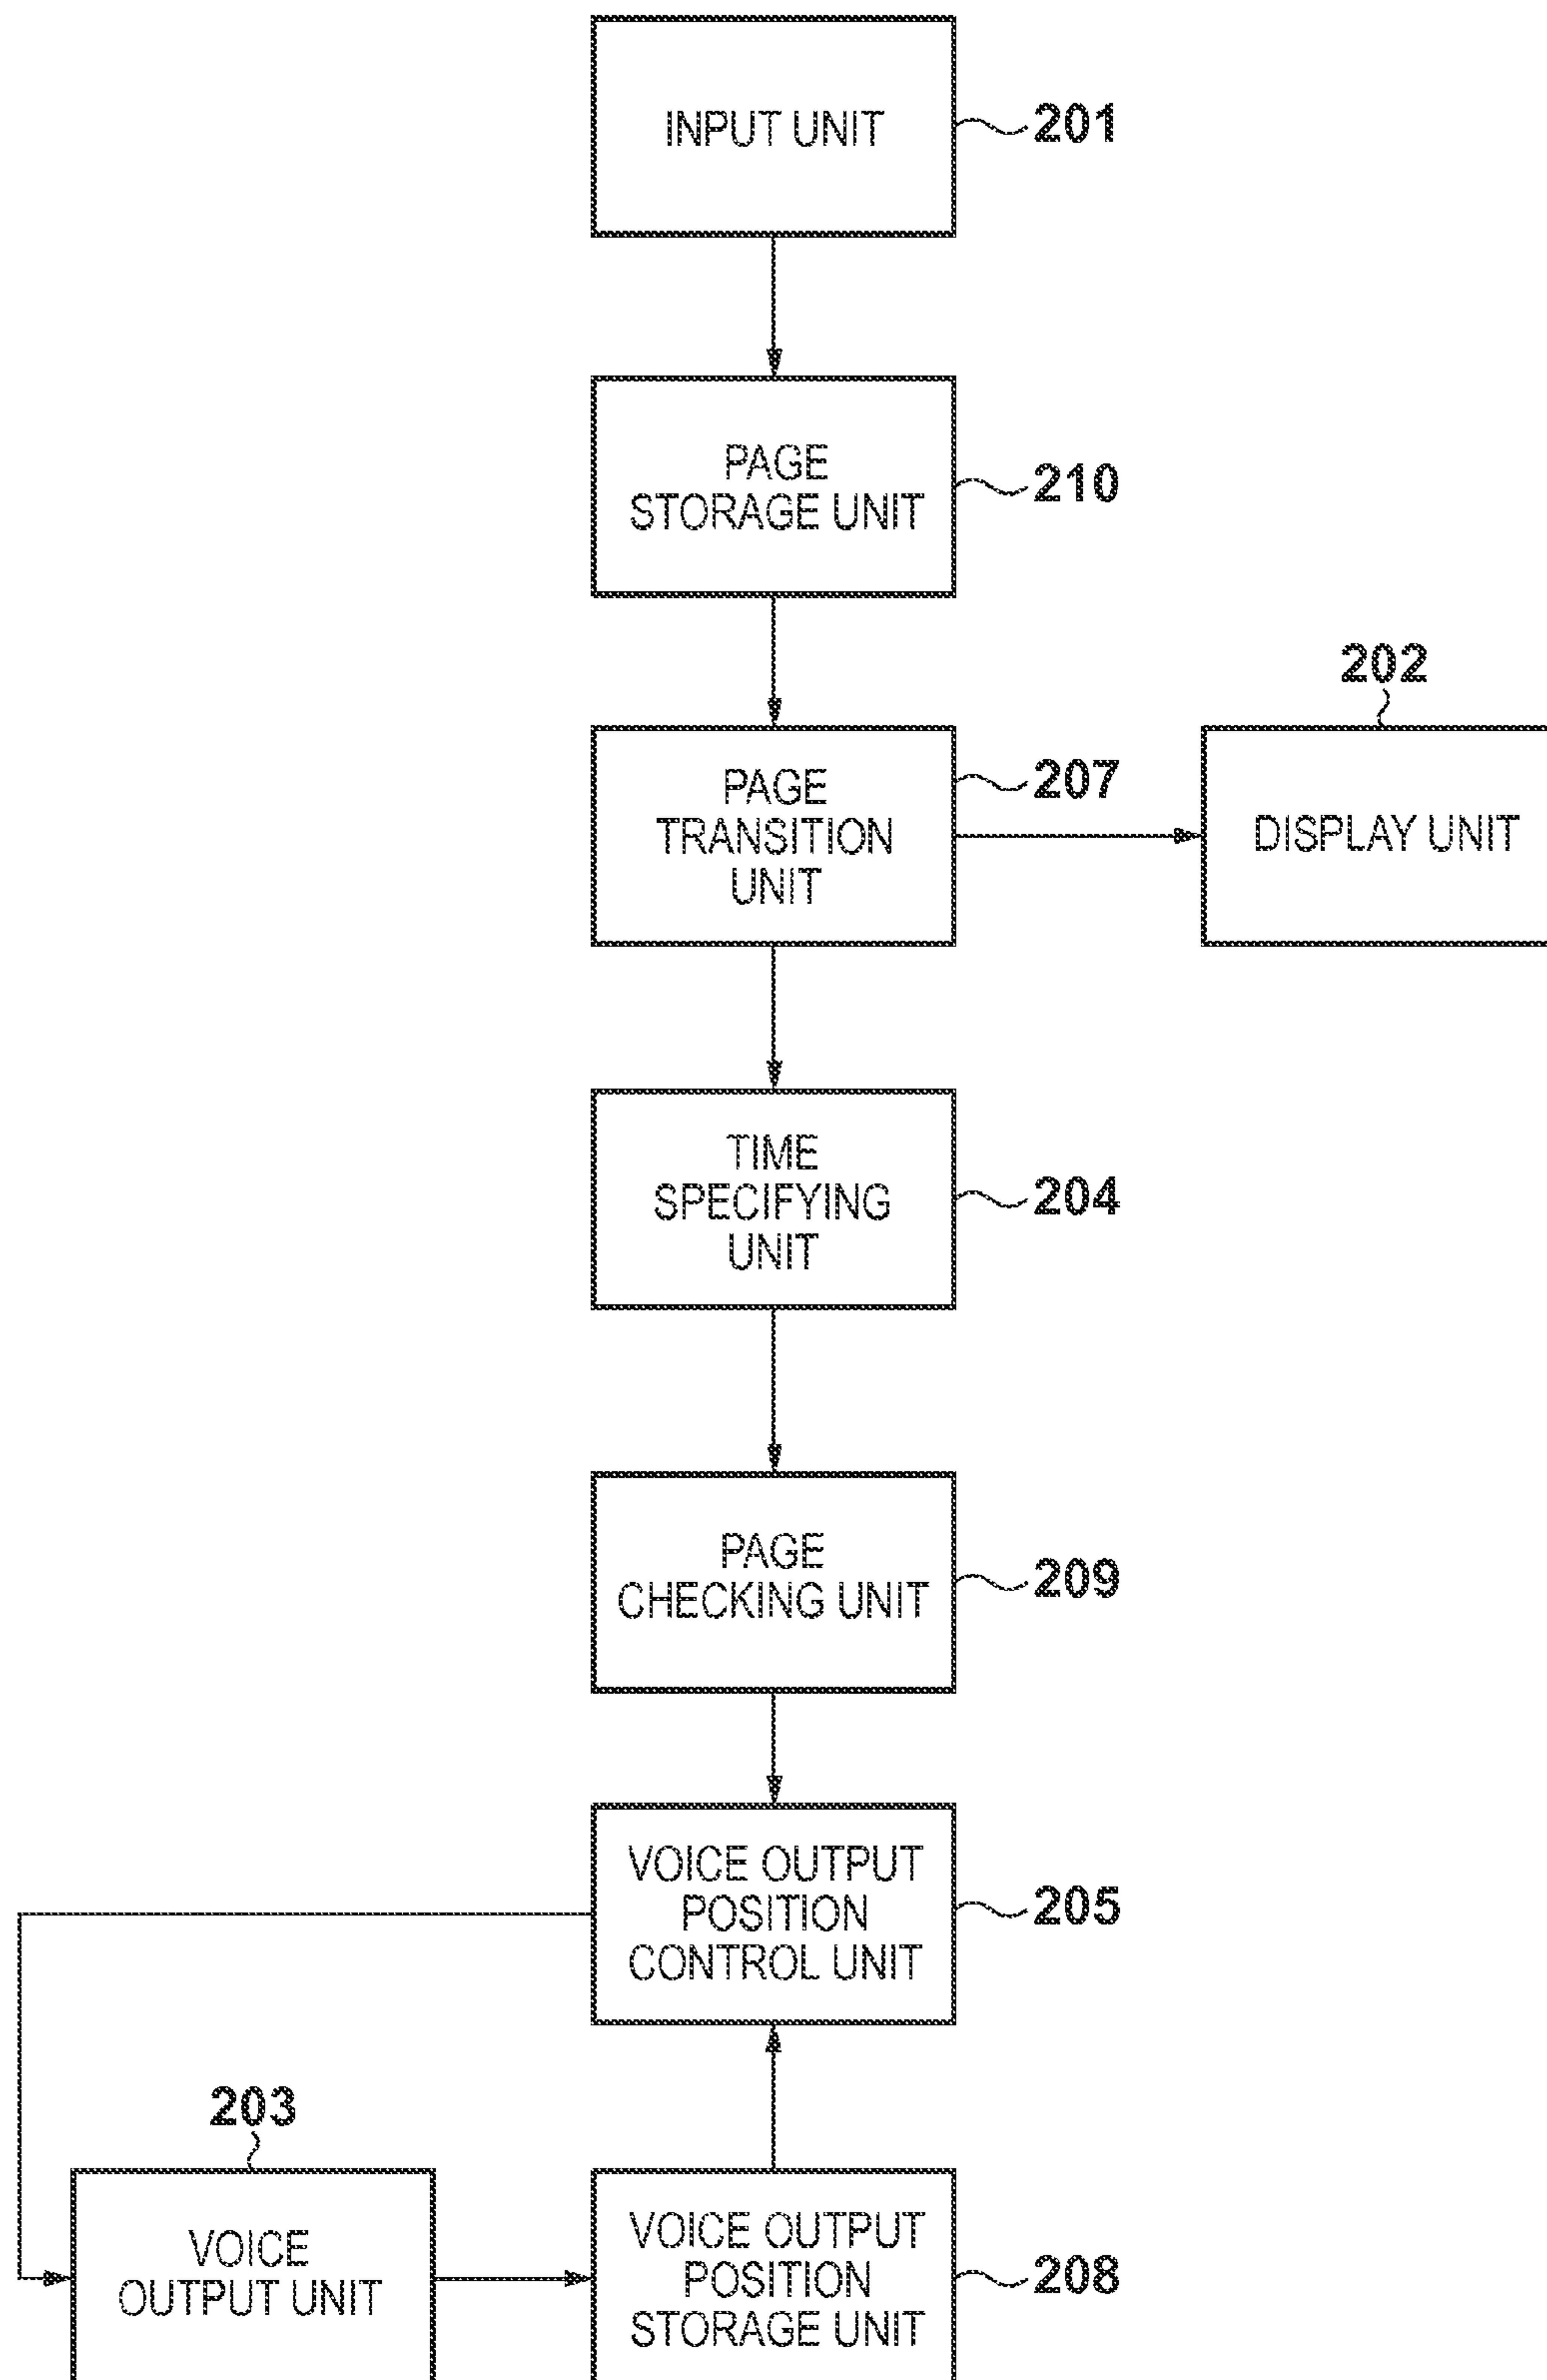 INPUT UNIT
201
PAGE
STORAGE UNIT
210
202
PAGE
TRANSITION
UNIT
207
DISPLAY UNIT
TIME
SPECIFYING
UNIT
204
PAGE
CHECKING UNIT
209
VOICE OUTPUT
POSITION
CONTROL UNIT
205
203
VOICE
OUTPUT UNIT
VOICE OUTPUT
POSITION
STORAGE UNIT
208